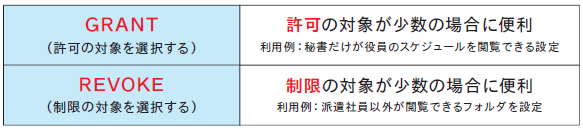 GRANT
（許可の対象を選択する）
許可の対象が少数の場合に便利
利用例：秘書だけが役員のスケジュールを閲覧できる設定
REVOKE
（制限の対象を選択する）
制限の対象が少数の場合に便利
利用例：派遣社員以外が閲覧できるフォルダを設定